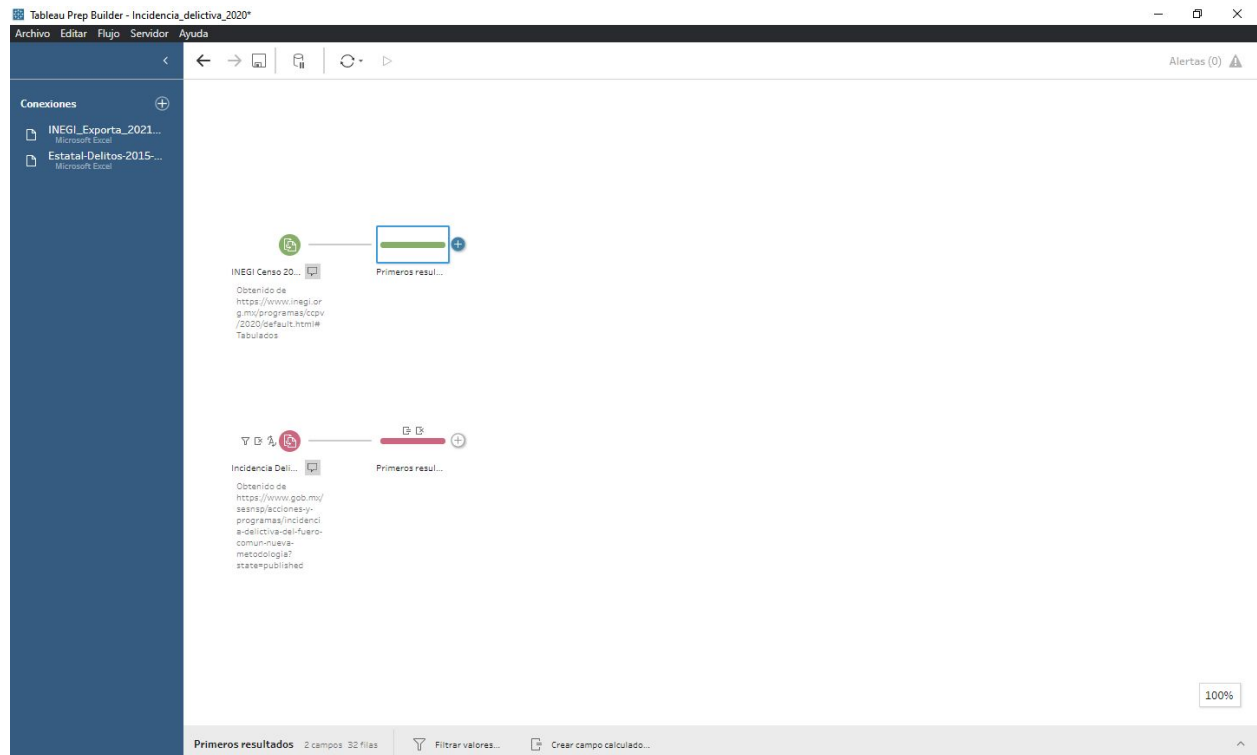 Tableau Prep Builder - Incidencia_delictiva_2020*
Archivo Editar Flujo Servidor Ayuda
Alertas (0)
Conexiones
INEGI_Exporta_2021...
Microsoft Excel
Estatal-Delitos-2015-...
Microsoft Excel
INEGI Censo 20...
Primeros resul...
Obtenido de
https://www.inegi.or
g.mx/programas/ccpv
/2020/default.html#
Tabulados
Incidencia Deli...
Primeros resul...
Obtenido de
https://www.gob.mx/
sesnsp/acciones-y-
programas/incidenci
a-delictiva-del-fuero-
comun-nueva-
metodologia?
state=published
100%
Primeros resultados 2 campos 32 filas Filtrar valores... Crear campo calculado...